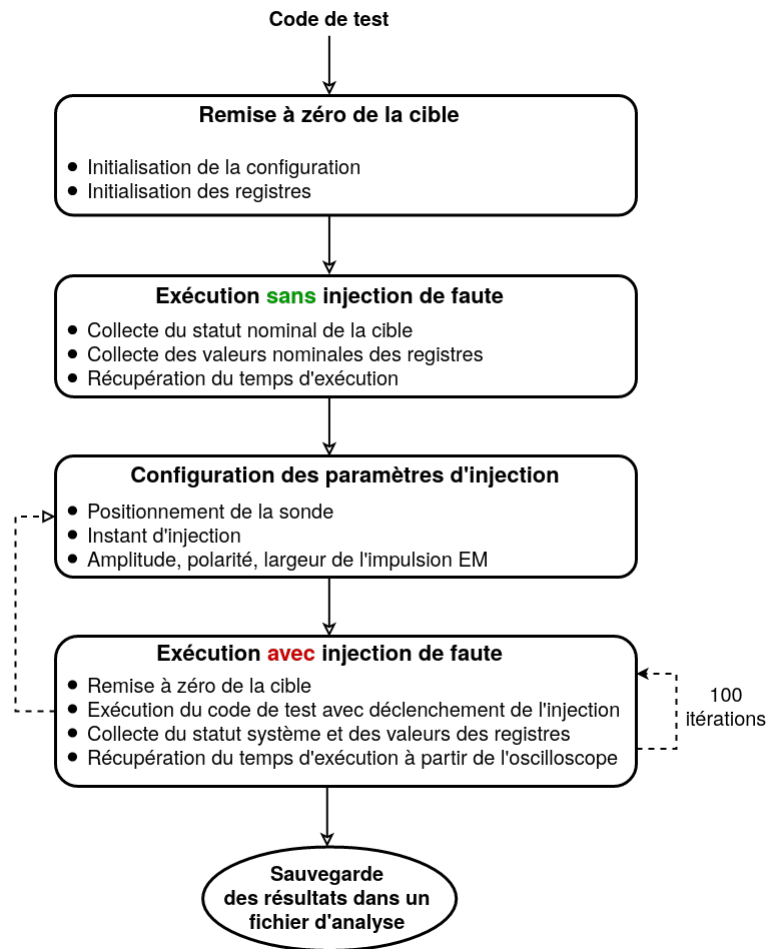 Code de test
Remise à zéro de la cible
● Initialisation de la configuration
● Initialisation des registres
Exécution sans injection de faute
● Collecte du statut nominal de la cible
● Collecte des valeurs nominales des registres
● Récupération du temps d'exécution
Configuration des paramètres d'injection
● Positionnement de la sonde
● Instant d'injection
● Amplitude, polarité, largeur de l'impulsion EM
Exécution avec injection de faute
● Remise à zéro de la cible
● Exécution du code de test avec déclenchement de l'injection
● Collecte du statut système et des valeurs des registres
● Récupération du temps d'exécution à partir de l'oscilloscope
100
itérations
Sauvegarde
des résultats dans un
fichier d'analyse